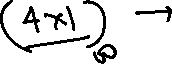 (4x1)∞ →